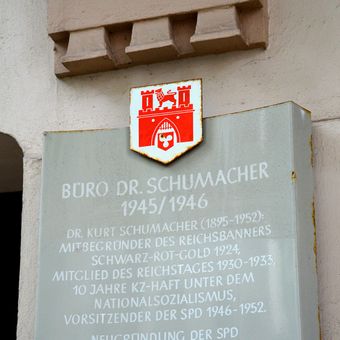 BÜRO DR. SCHUMACHER
1945/1946
DR. KURT SCHUMACHER (1895-1952):
MITBEGRÜNDER DES REICHSBANNERS
SCHWARZ-ROT-GOLD 1924,
MITGLIED DES REICHSTAGES 1930-1933,
10 JAHRE KZ-HAFT UNTER DEM
NATIONALSOZIALISMUS,
VORSITZENDER DER SPD 1946-1952.
NEUGRÜNDUNG DER SPD